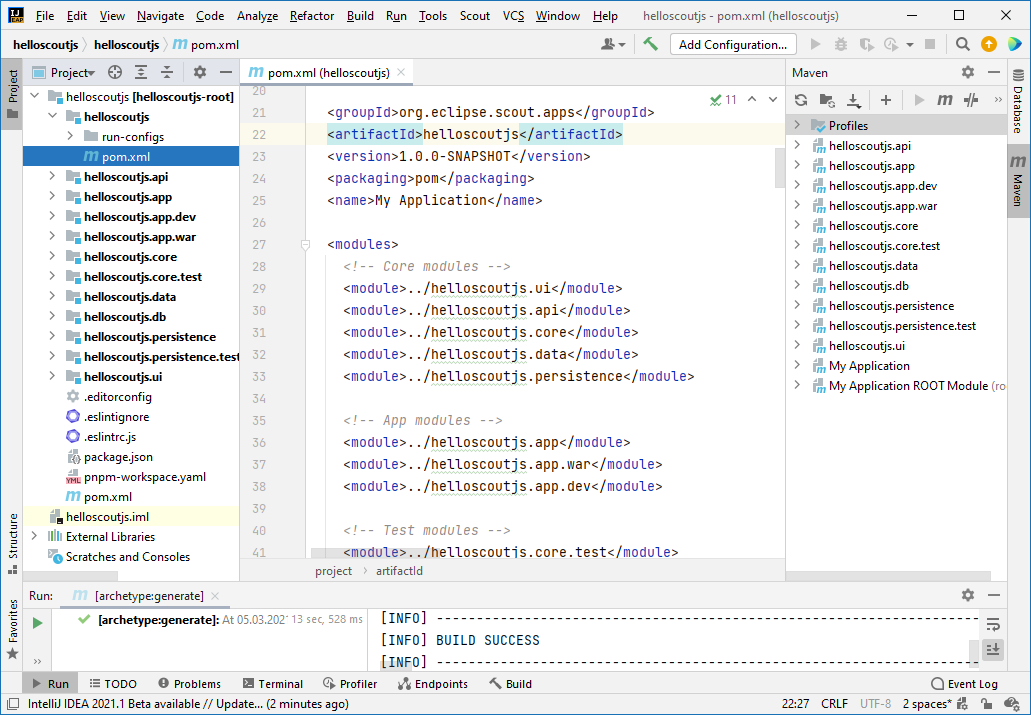 File Edit View Navigate Code Analyze Refactor Build Run Tools Scout VCS Window Help helloscoutjs - pom.xml (helloscoutjs)
helloscoutjs helloscoutjs m pom.xml Add Configuration...
Project
Structure
Favorites
Project
helloscoutjs [helloscoutjs-root]
helloscoutjs
run-configs
m pom.xml
helloscoutjs.api
helloscoutjs.app
helloscoutjs.app.dev
helloscoutjs.app.war
helloscoutjs.core
helloscoutjs.core.test
helloscoutjs.data
helloscoutjs.db
helloscoutjs.persistence
helloscoutjs.persistence.test
helloscoutjs.ui
.editorconfig
.eslintignore
.eslintrc.js
package.json
pnpm-workspace.yaml
m pom.xml
helloscoutjs.iml
External Libraries
Scratches and Consoles
m pom.xml (helloscoutjs)
11
20
21 <groupId>org.eclipse.scout.apps</groupId>
22 <artifactId>helloscoutjs</artifactId>
23 <version>1.0.0-SNAPSHOT</version>
24 <packaging>pom</packaging>
25 <name>My Application</name>
26
27 <modules>
28 <!-- Core modules -->
29 <module>../helloscoutjs.ui</module>
30 <module>../helloscoutjs.api</module>
31 <module>../helloscoutjs.core</module>
32 <module>../helloscoutjs.data</module>
33 <module>../helloscoutjs.persistence</module>
34
35 <!-- App modules -->
36 <module>../helloscoutjs.app</module>
37 <module>../helloscoutjs.app.war</module>
38 <module>../helloscoutjs.app.dev</module>
39
40 <!-- Test modules -->
41 <module>../helloscoutjs.core.test</module>
project artifactId
Maven
m
Profiles
helloscoutjs.api
helloscoutjs.app
helloscoutjs.app.dev
helloscoutjs.app.war
helloscoutjs.core
helloscoutjs.core.test
helloscoutjs.data
helloscoutjs.db
helloscoutjs.persistence
helloscoutjs.persistence.test
helloscoutjs.ui
My Application
My Application ROOT Module (ro
Database
m Maven
Run: m [archetype:generate]
[archetype:generate]: At 05.03.202 13 sec, 528 ms
[INFO] ------------------------------------------------
[INFO] BUILD SUCCESS
[INFO] ------------------------------------------------
Run TODO Problems Terminal Profiler Endpoints Build Event Log
IntelliJ IDEA 2021.1 Beta available // Update... (2 minutes ago) 22:27 CRLF UTF-8 2 spaces*